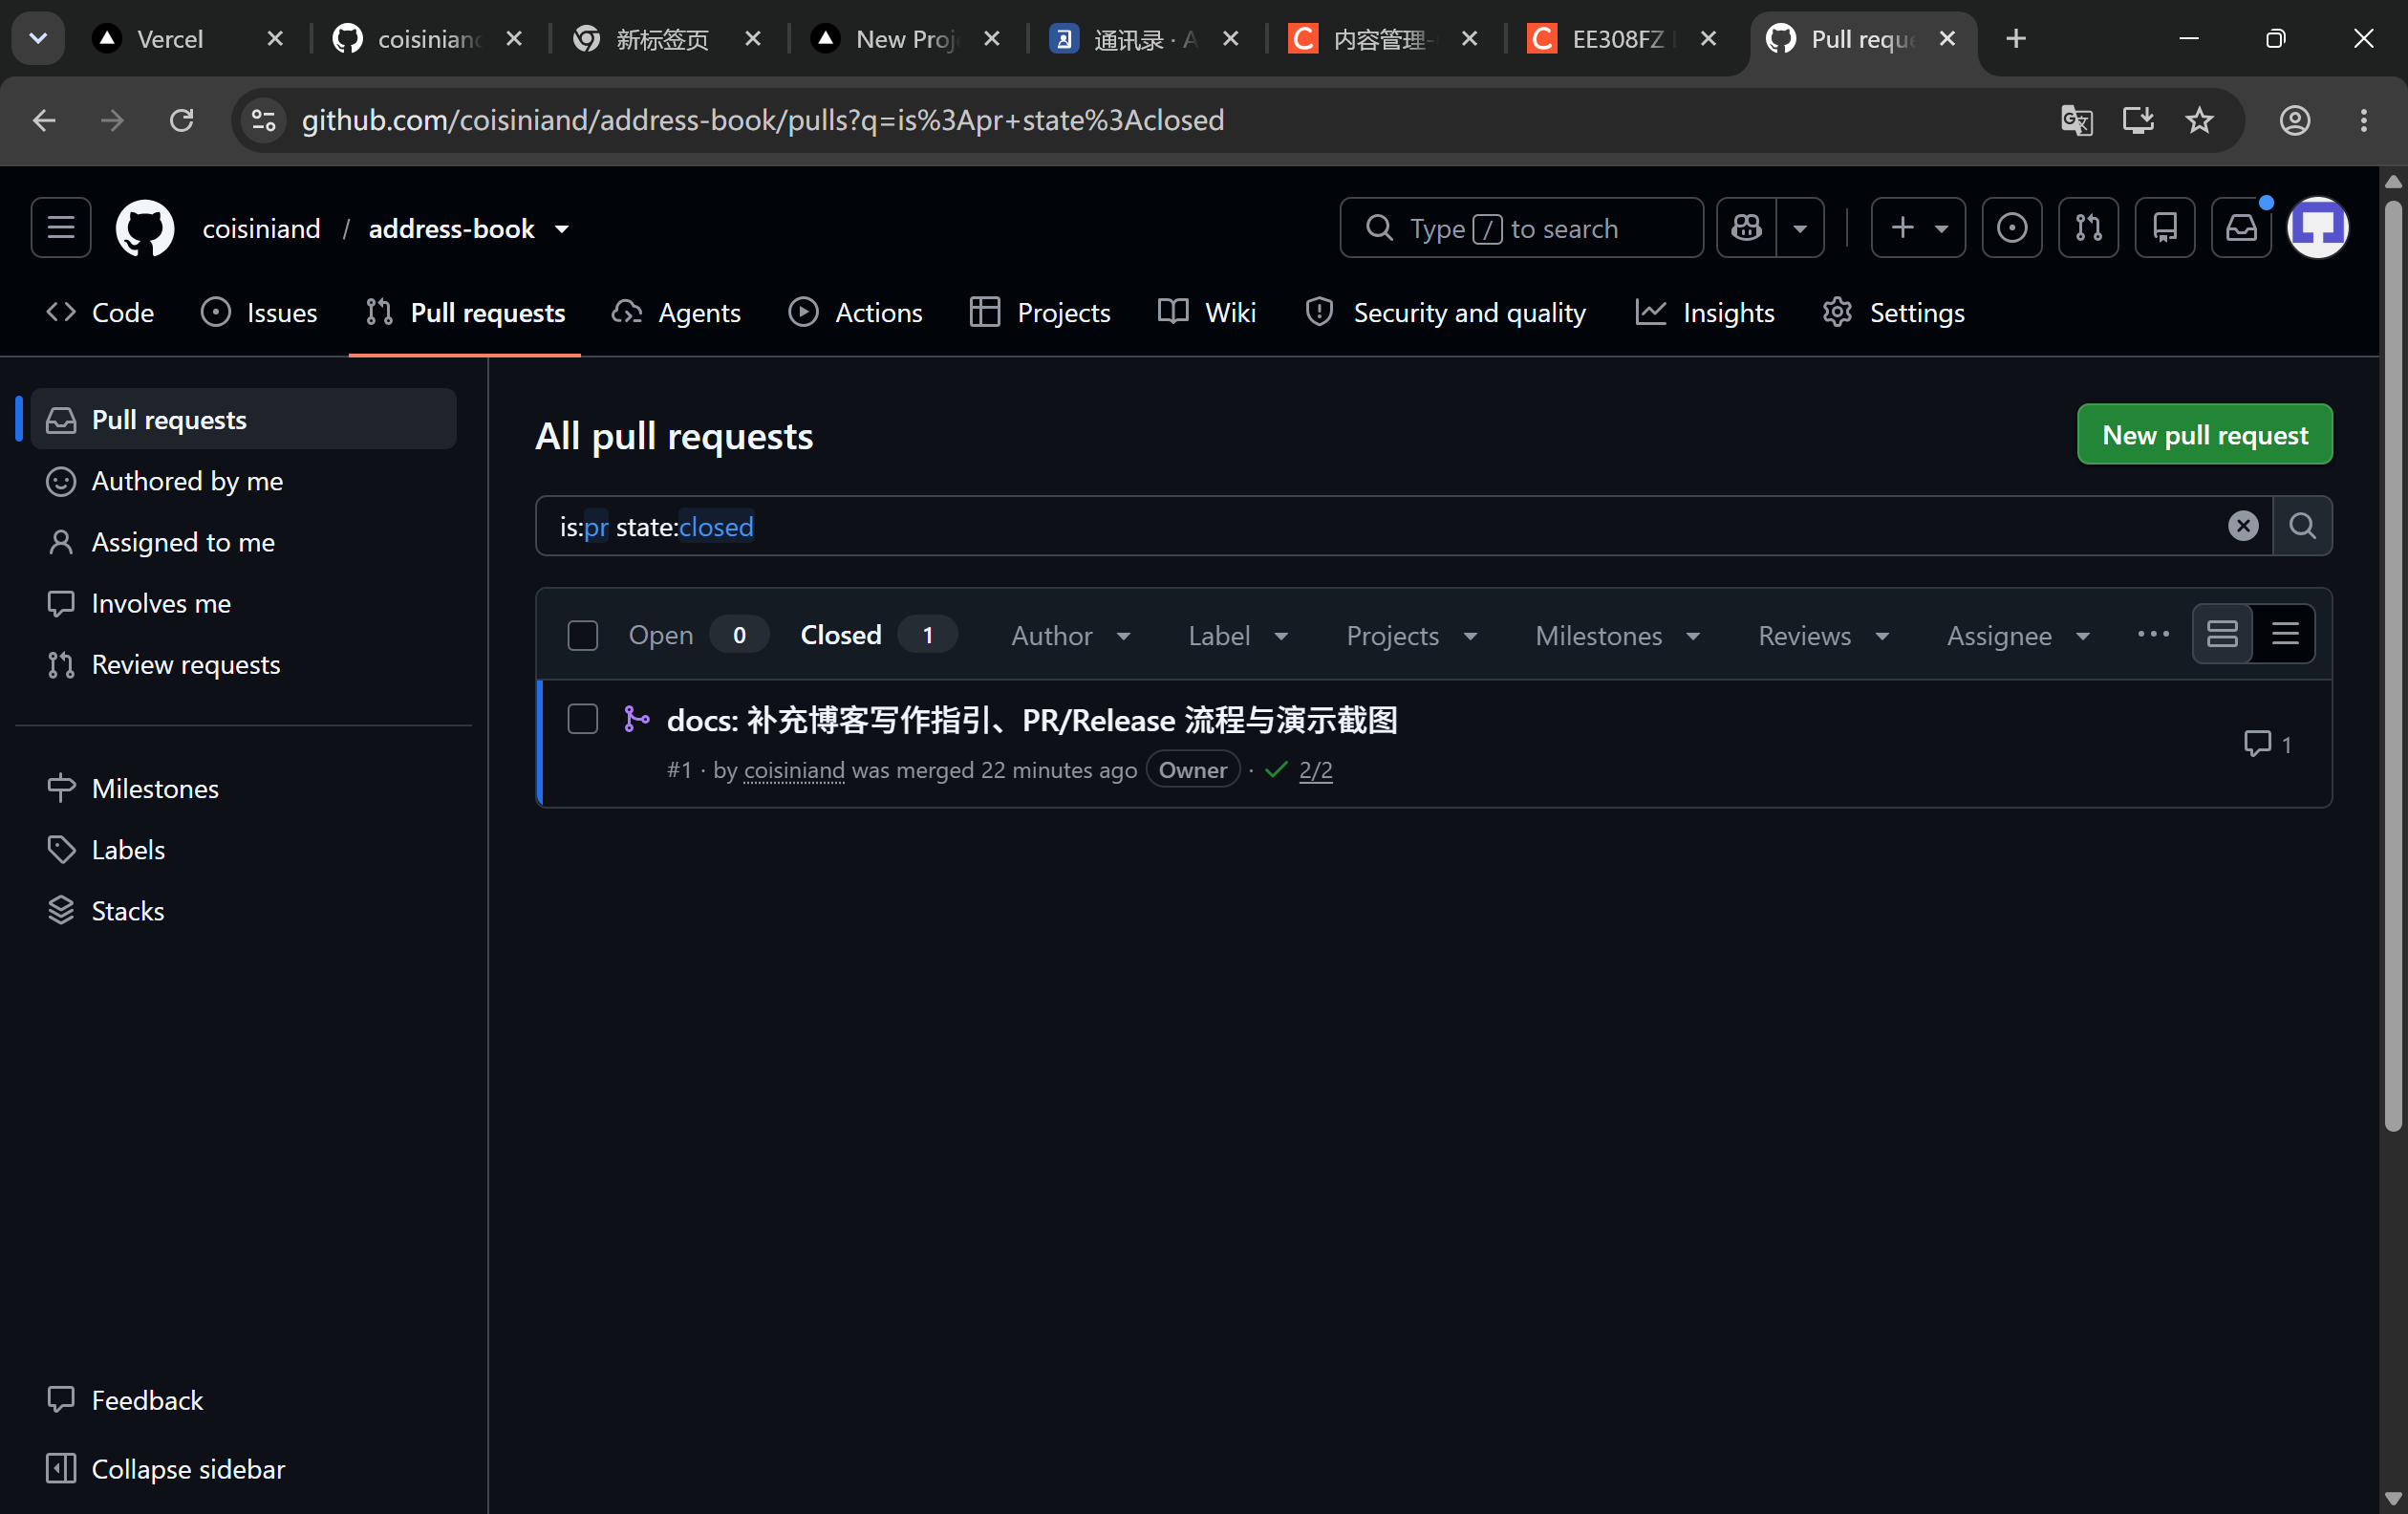 Vercel
coisinianc
新标签页
New Proj
通讯录 · A
内容管理-
EE308FZ
Pull reque
github.com/coisiniand/address-book/pulls?q=is%3Apr+state%3Aclosed
coisiniand / address-book
Type / to search
Code
Issues
Pull requests
Agents
Actions
Projects
Wiki
Security and quality
Insights
Settings
Pull requests
Authored by me
Assigned to me
Involves me
Review requests
Milestones
Labels
Stacks
Feedback
Collapse sidebar
All pull requests
New pull request
is:pr state:closed
Open 0 Closed 1 Author Label Projects Milestones Reviews Assignee
docs: 补充博客写作指引、PR/Release 流程与演示截图
#1 · by coisiniand was merged 22 minutes ago Owner · 2/2
1